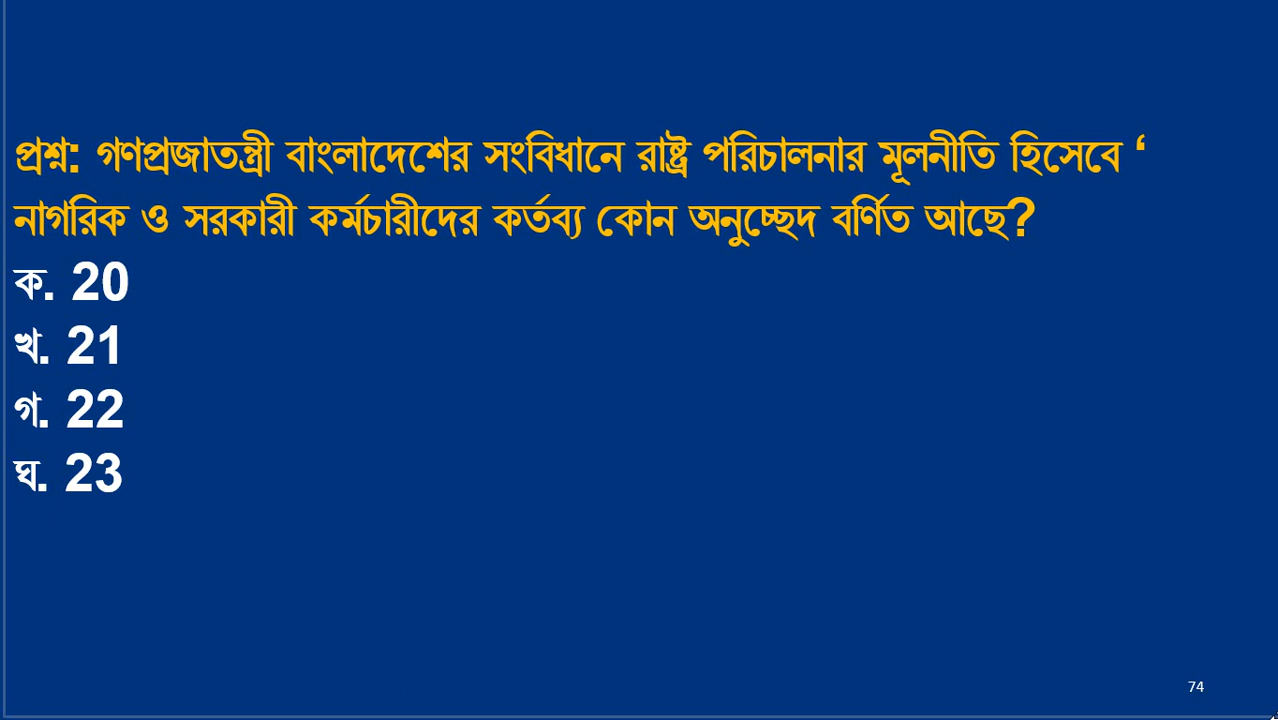 প্রশ্ন: গণপ্রজাতন্ত্রী বাংলাদেশের সংবিধানে রাষ্ট্র পরিচালনার মূলনীতি হিসেবে ‘
নাগরিক ও সরকারী কর্মচারীদের কর্তব্য কোন অনুচ্ছেদ বর্ণিত আছে?
ক. 20
খ. 21
গ. 22
ঘ. 23
74